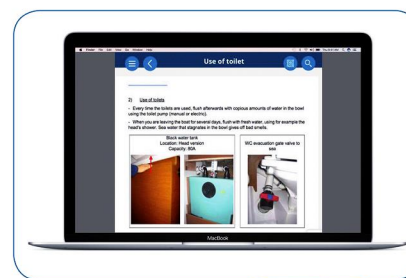 Use of toilet
2) Use of toilets
- Every time the toilets are used, flush afterwards with copious amounts of water in the bowl
using the toilet pump (manual or electric).
- When you are leaving the boat for several days, flush with fresh water, using for example the
head's shower. Sea water that stagnates in the bowl gives off bad smells.
Black water tank
Location: Head version
Capacity: 80A
WC evacuation gate valve to
sea
MacBook